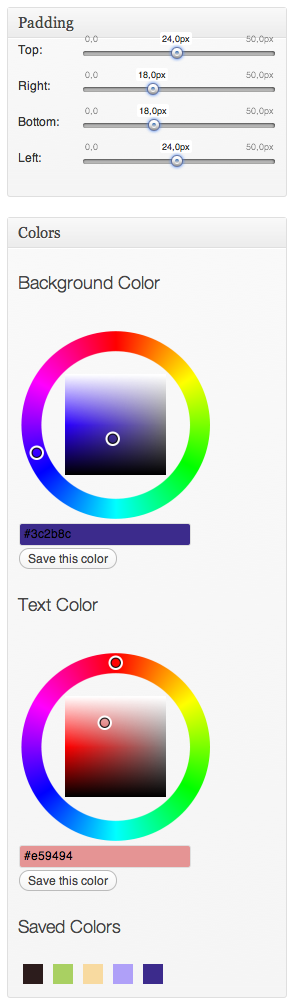 Padding
Top: 0,0 24,0px 50,0px
Right: 0,0 18,0px 50,0px
Bottom: 0,0 18,0px 50,0px
Left: 0,0 24,0px 50,0px
Colors
Background Color
#3c2b8c
Save this color
Text Color
#e59494
Save this color
Saved Colors